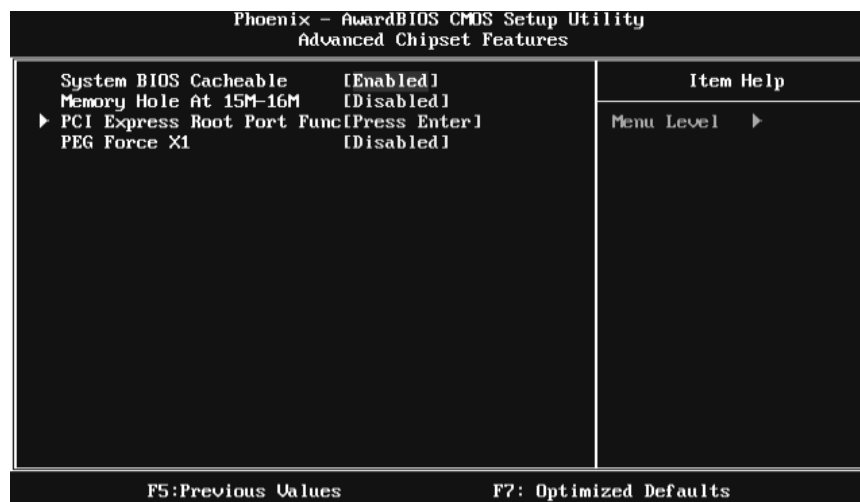 Phoenix - AwardBIOS CMOS Setup Utility
Advanced Chipset Features
System BIOS Cacheable [Enabled]
Memory Hole At 15M-16M [Disabled]
▶ PCI Express Root Port Func[Press Enter]
PEG Force X1 [Disabled]
Item Help
Menu Level ▶
F5:Previous Values F7: Optimized Defaults